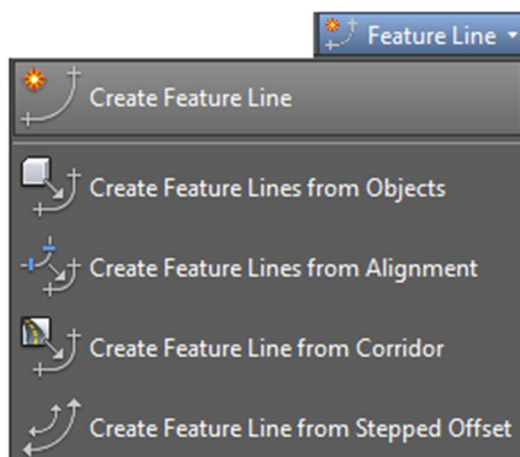 Feature Line
Create Feature Line
Create Feature Lines from Objects
Create Feature Lines from Alignment
Create Feature Line from Corridor
Create Feature Line from Stepped Offset